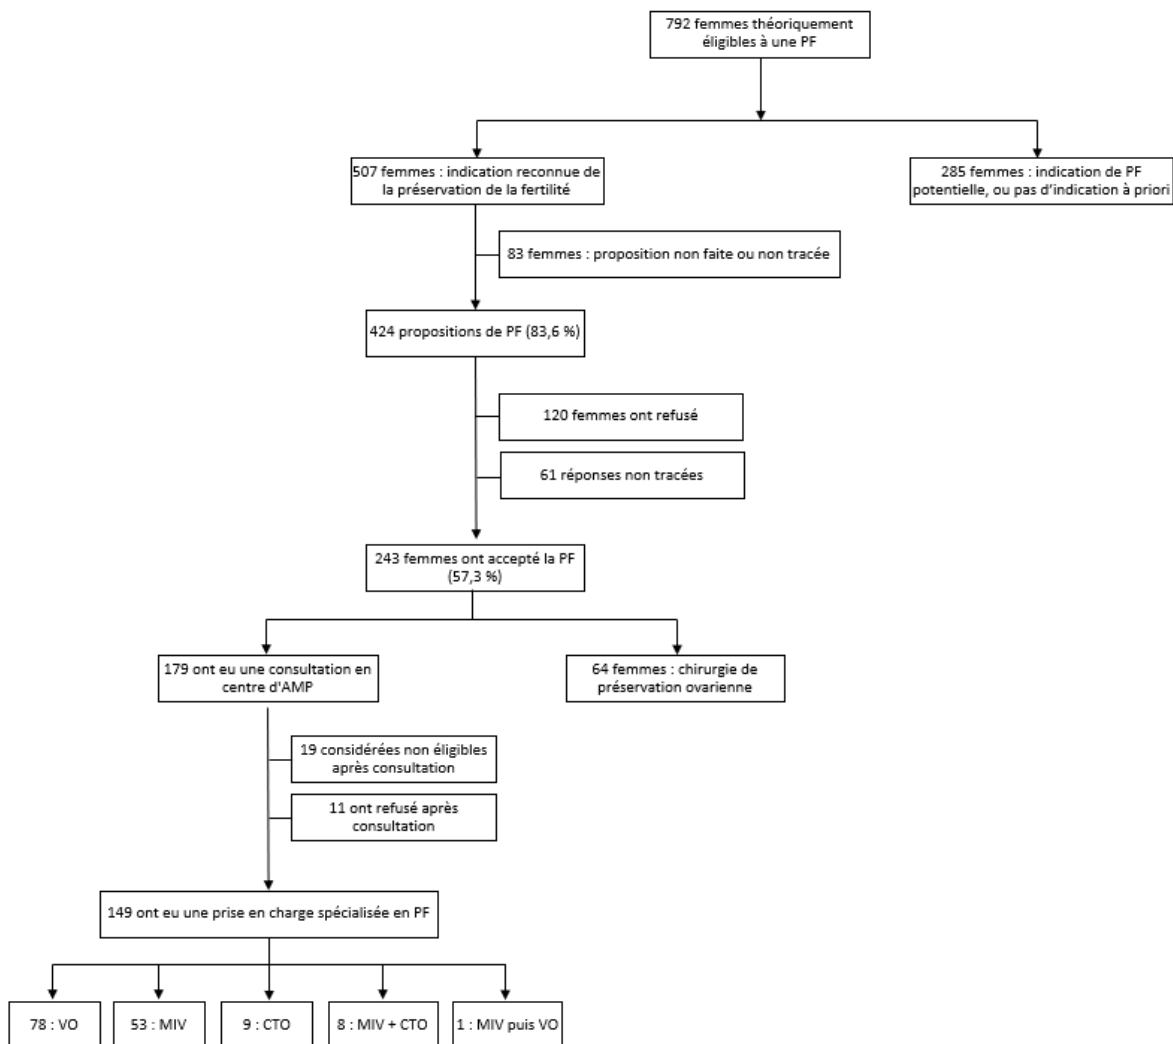 792 femmes théoriquement
éligibles à une PF
507 femmes : indication reconnue de
la préservation de la fertilité
285 femmes : indication de PF
potentielle, ou pas d'indication à priori
83 femmes : proposition non faite ou non tracée
424 propositions de PF (83,6 %)
120 femmes ont refusé
61 réponses non tracées
243 femmes ont accepté la PF
(57,3 %)
179 ont eu une consultation en
centre d'AMP
64 femmes : chirurgie de
préservation ovarienne
19 considérées non éligibles
après consultation
11 ont refusé après
consultation
149 ont eu une prise en charge spécialisée en PF
78 : VO
53 : MIV
9 : CTO
8 : MIV + CTO
1 : MIV puis VO